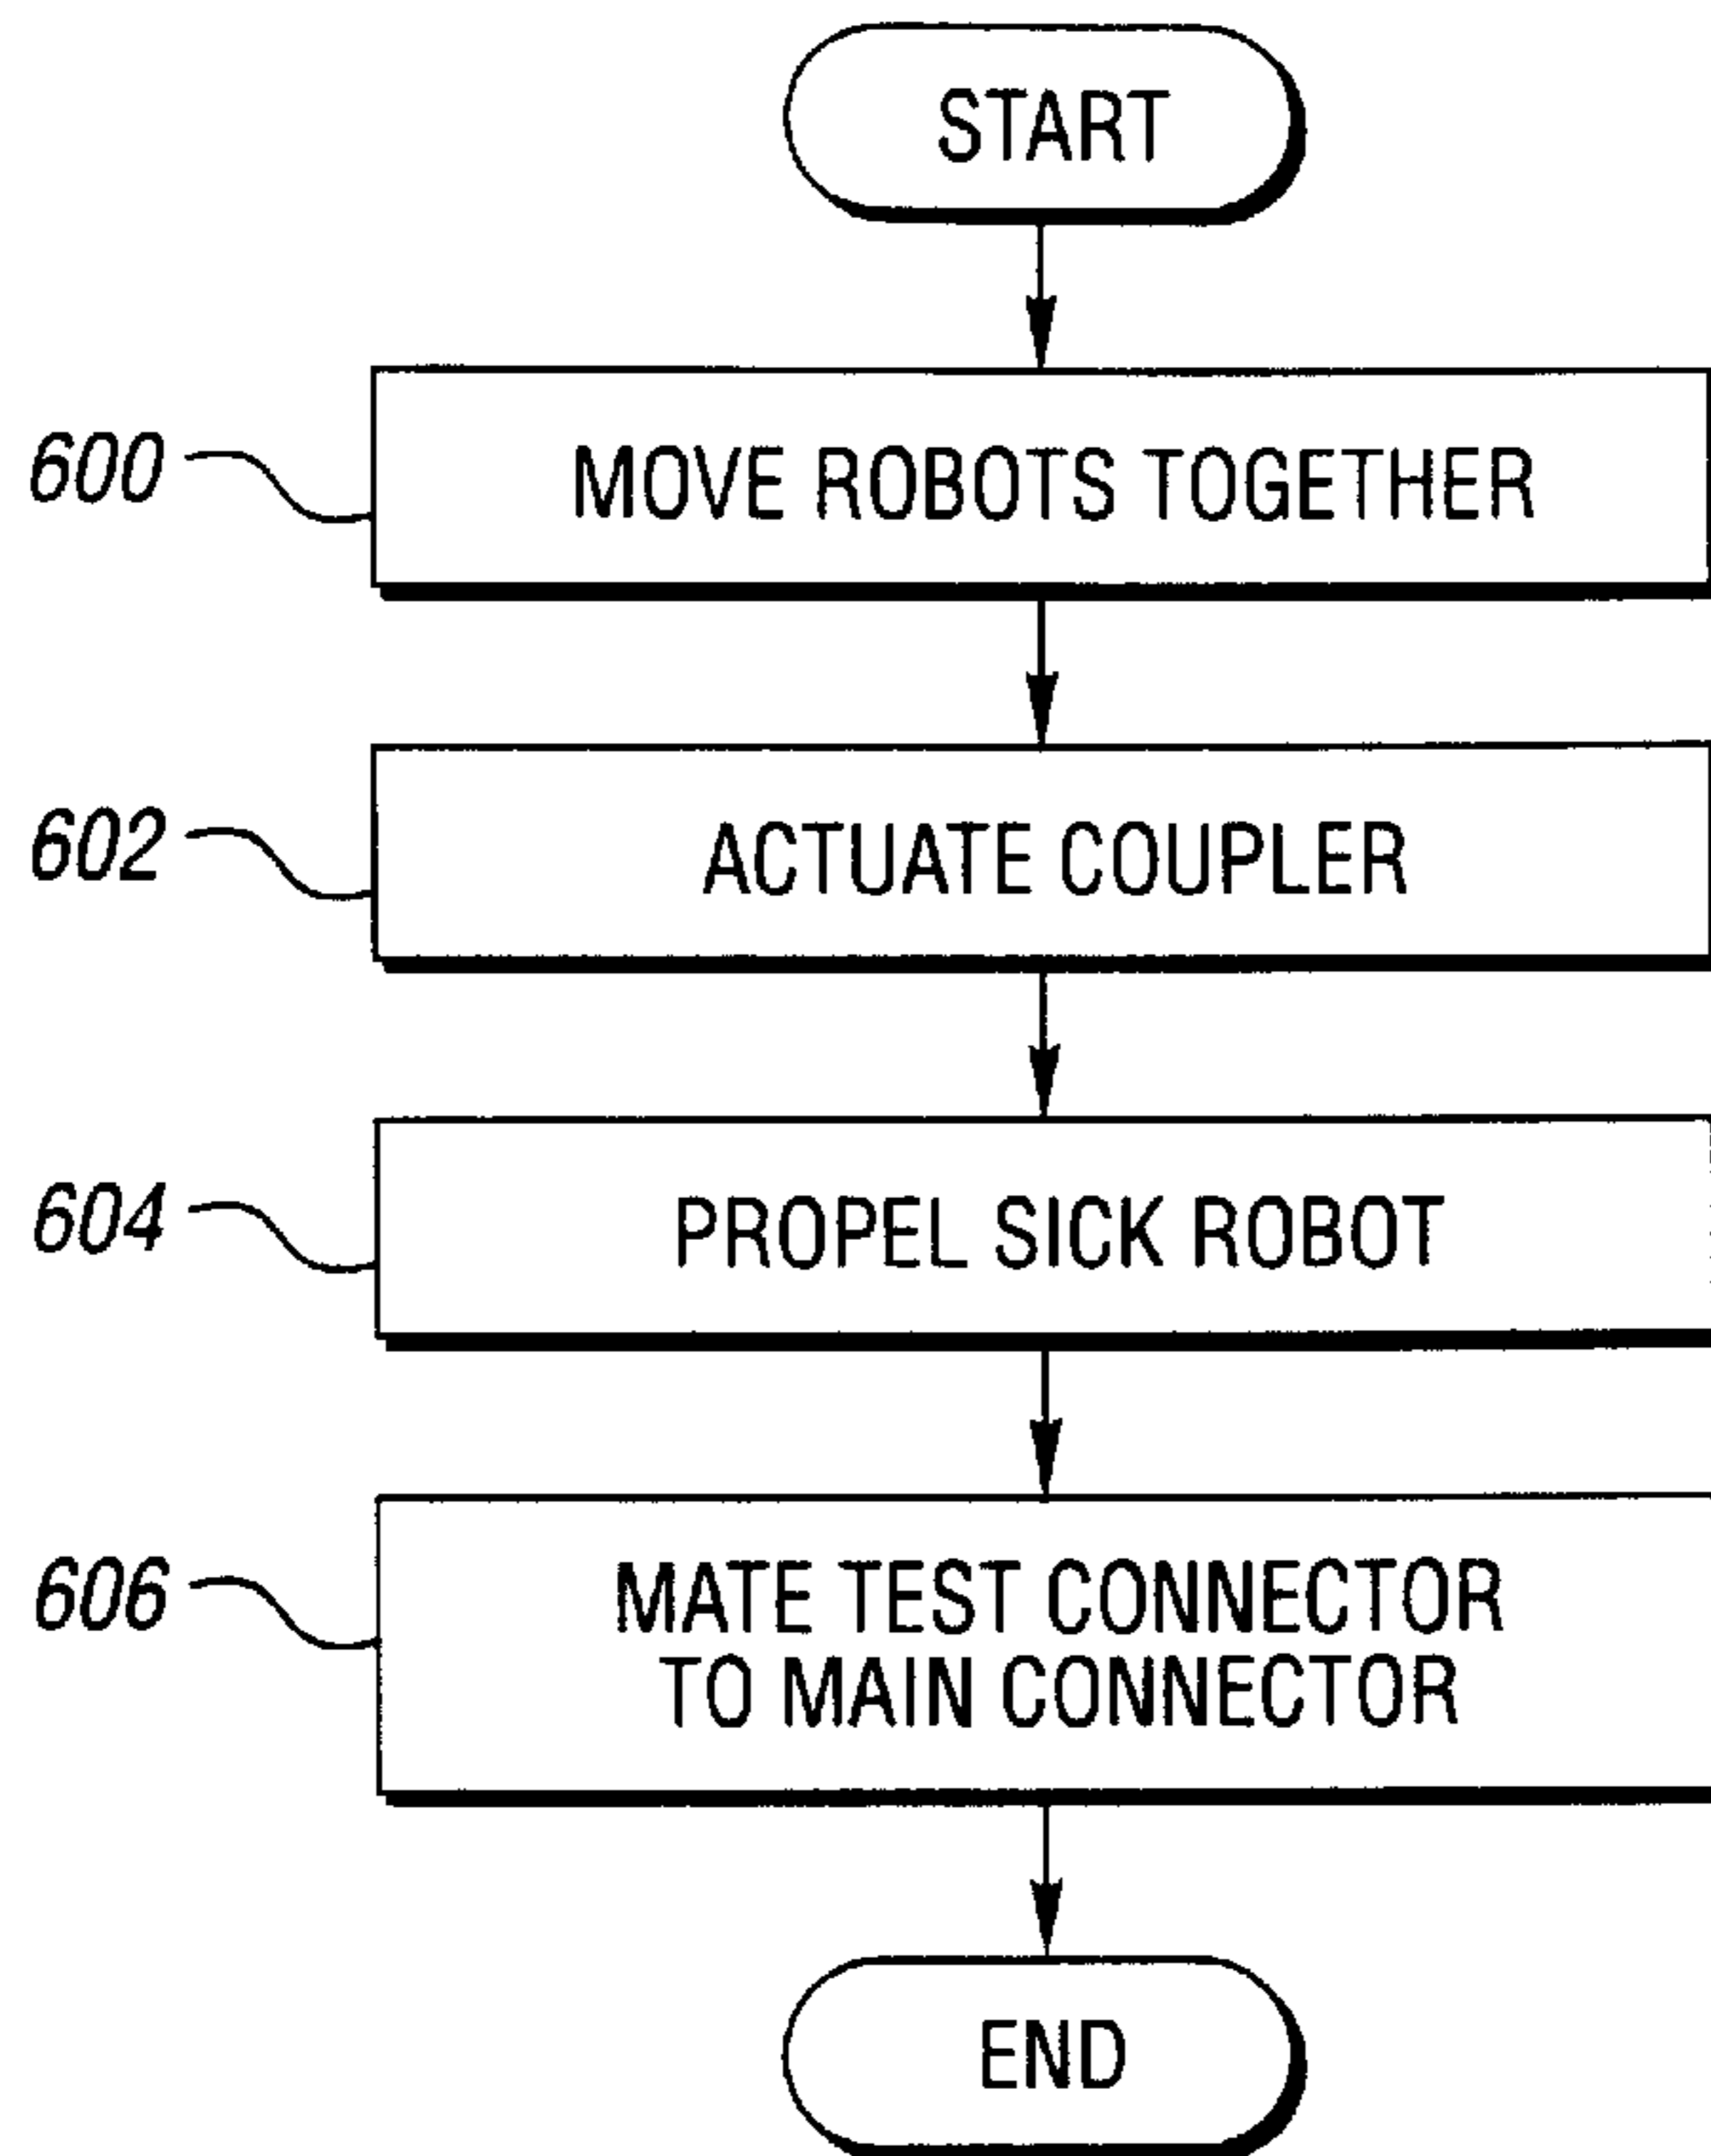 START
600
MOVE ROBOTS TOGETHER
602
ACTUATE COUPLER
604
PROPEL SICK ROBOT
606
MATE TEST CONNECTOR
TO MAIN CONNECTOR
END